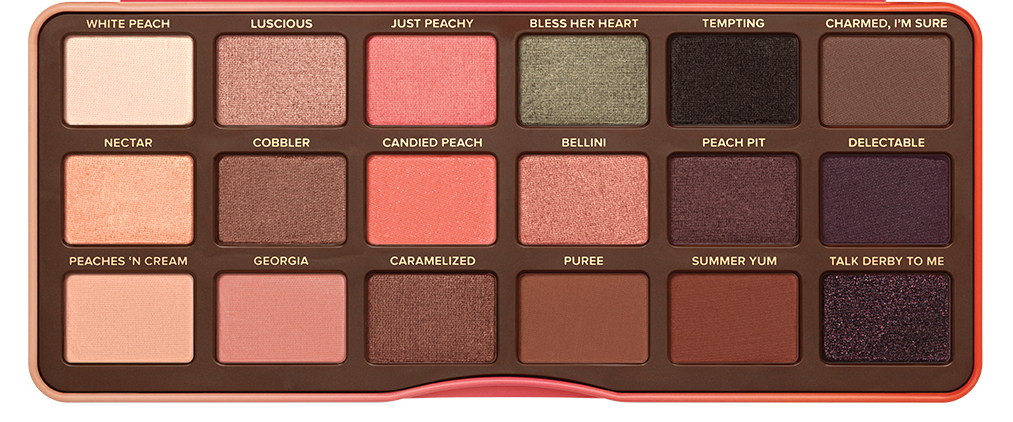 WHITE PEACH
LUSCIOUS
JUST PEACHY
BLESS HER HEART
TEMPTING
CHARMED, I'M SURE
NECTAR
COBBLER
CANDIED PEACH
BELLINI
PEACH PIT
DELECTABLE
PEACHES 'N CREAM
GEORGIA
CARAMELIZED
PUREE
SUMMER YUM
TALK DERBY TO ME